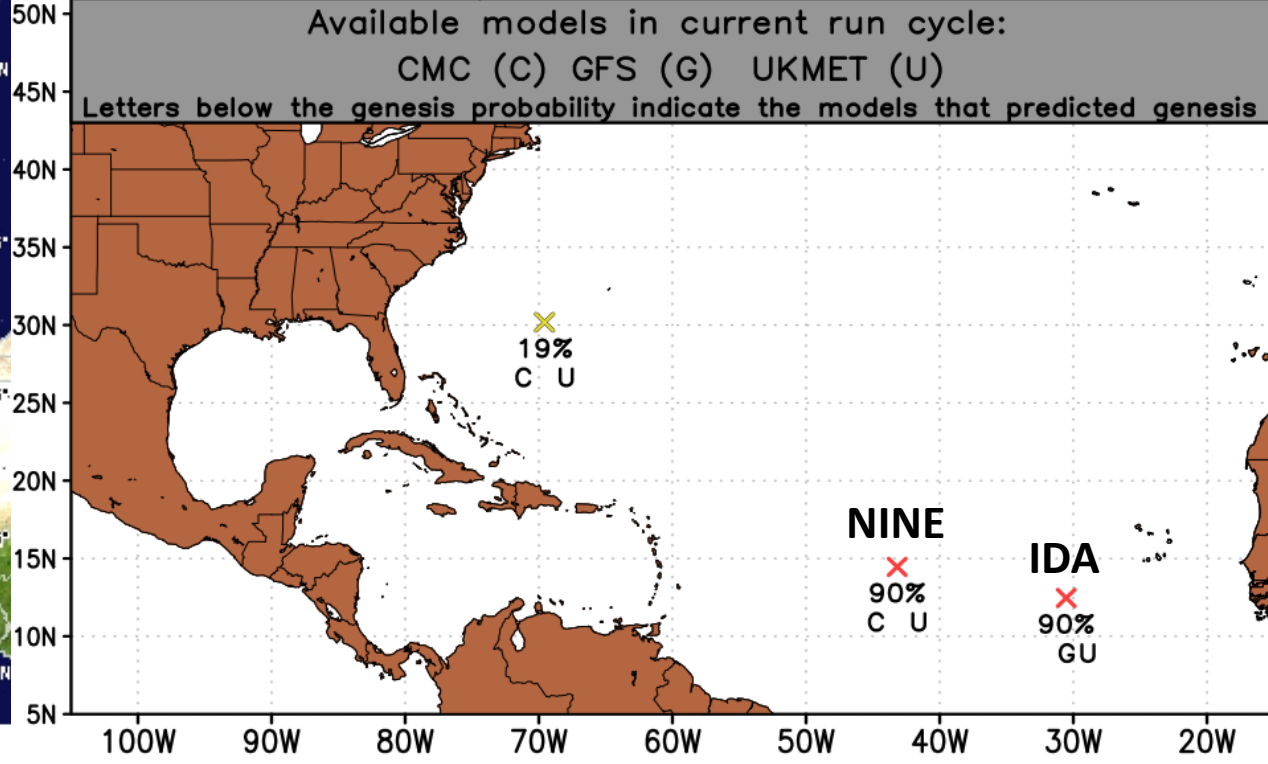 50N
Available models in current run cycle:
CMC (C) GFS (G) UKMET (U)
45N
Letters below the genesis probability indicate the models that predicted genesis
40N
35N
30N
19%
C U
25N
20N
NINE
15N
IDA
90%
C U
90%
GU
10N
5N
100W 90W 80W 70W 60W 50W 40W 30W 20W